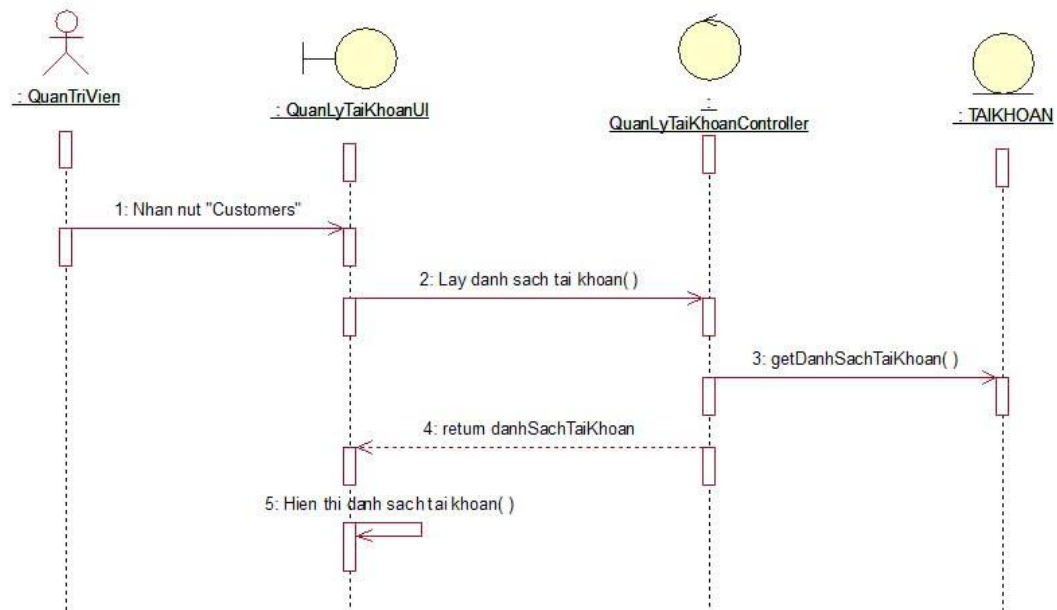 : QuanTriVien
: QuanLyTaiKhoanUI
:
QuanLyTaiKhoanController
: TAIKHOAN
1: Nhan nut "Customers"
2: Lay danh sach tai khoan( )
3: getDanhSachTaiKhoan( )
4: return danhSachTaiKhoan
5: Hien thi danh sach tai khoan( )